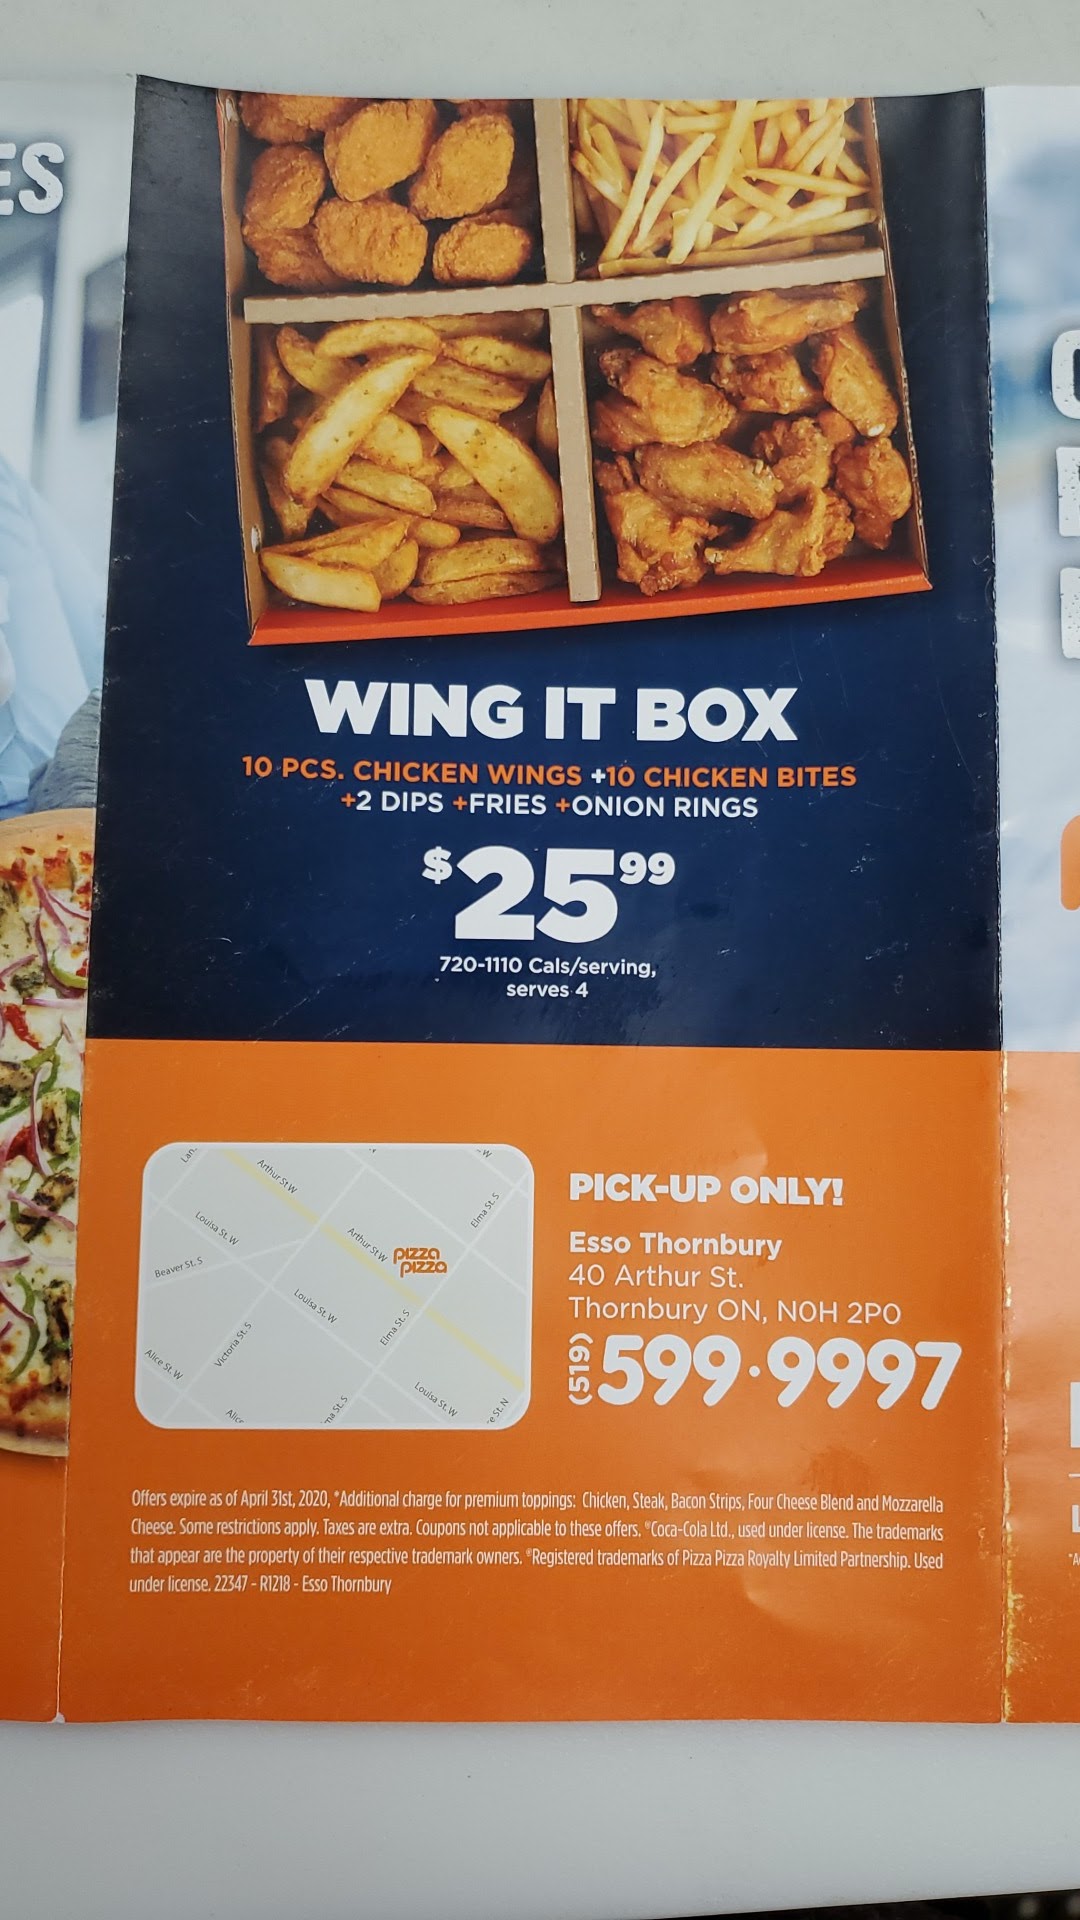 ES
WING IT BOX
10 PCS. CHICKEN WINGS +10 CHICKEN BITES
+2 DIPS +FRIES +ONION RINGS
$25.99
720-1110 Cals/serving,
serves 4
Arthur St. W
Louisa St. W
Beaver St. S
Arthur St. W
Elma St. S
pizza
pizza
Louisa St. W
Elma St. S
Victoria St. S
Alice St. W
Louisa St. W
PICK-UP ONLY!
Esso Thornbury
40 Arthur St.
Thornbury ON, N0H 2P0
(519) 599·9997
Offers expire as of April 31st, 2020, *Additional charge for premium toppings: Chicken, Steak, Bacon Strips, Four Cheese Blend and Mozzarella
Cheese. Some restrictions apply. Taxes are extra. Coupons not applicable to these offers. ®Coca-Cola Ltd., used under license. The trademarks
that appear are the property of their respective trademark owners. ®Registered trademarks of Pizza Pizza Royalty Limited Partnership. Used
under license. 22347 - R1218 - Esso Thornbury